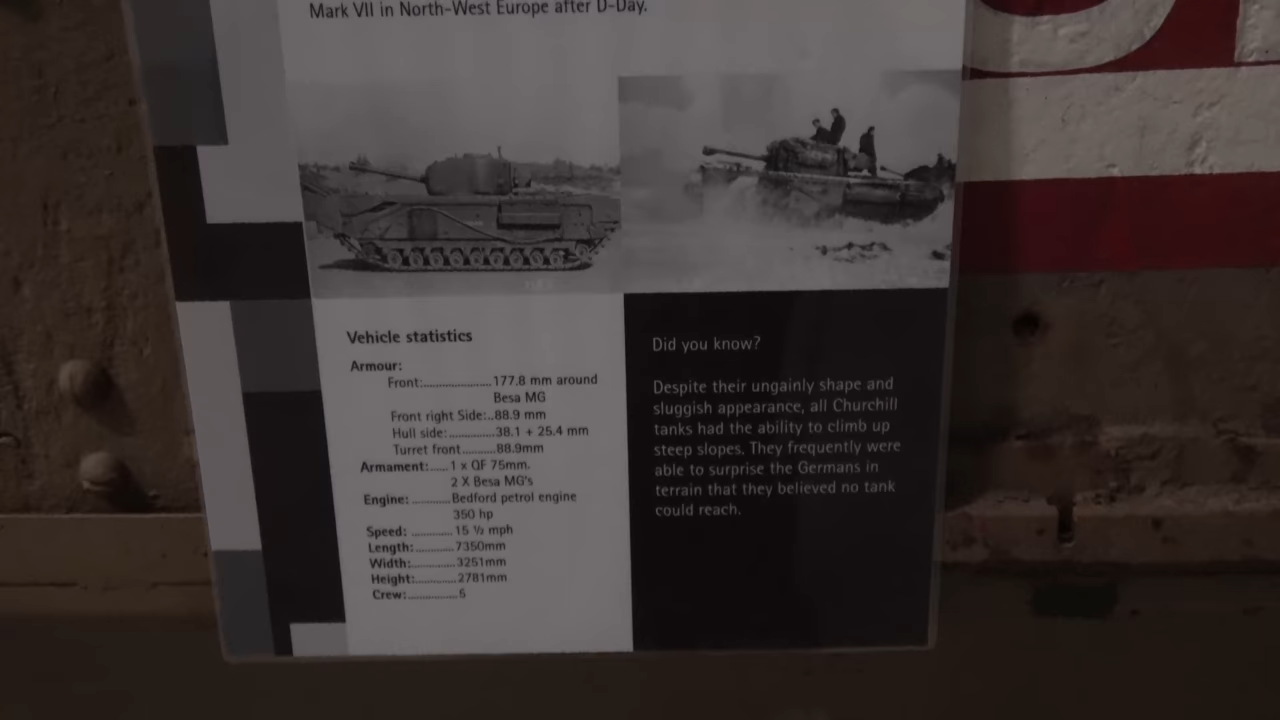 Mark VII in North-West Europe after D-Day.
Vehicle statistics
Armour:
Front:......................177.8 mm around
Besa MG
Front right Side:..88.9 mm
Hull side:...............38.1 + 25.4 mm
Turret front...........88.9mm
Armament:......1 x QF 75mm.
2 X Besa MG's
Engine: ............Bedford petrol engine
350 hp
Speed: ..............15 ½ mph
Length:.............7350mm
Width:...............3251mm
Height:..............2781mm
Crew:.................6
Did you know?
Despite their ungainly shape and
sluggish appearance, all Churchill
tanks had the ability to climb up
steep slopes. They frequently were
able to surprise the Germans in
terrain that they believed no tank
could reach.